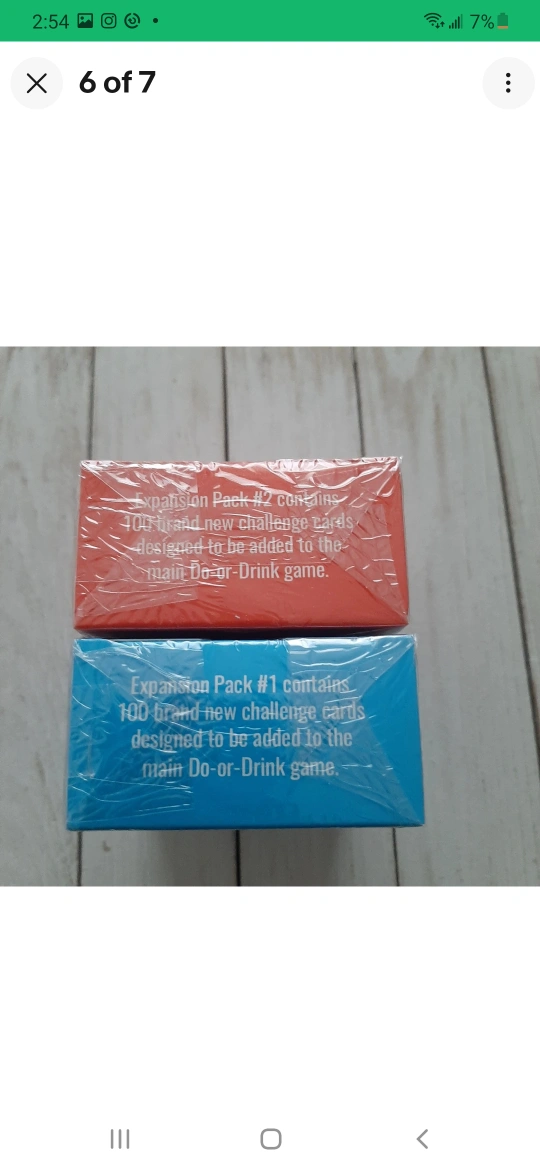 2:54
7%
6 of 7
Expansion Pack #2 contains
100 brand new challenge cards
designed to be added to the
main Do-or-Drink game.
Expansion Pack #1 contains
100 brand new challenge cards
designed to be added to the
main Do-or-Drink game.